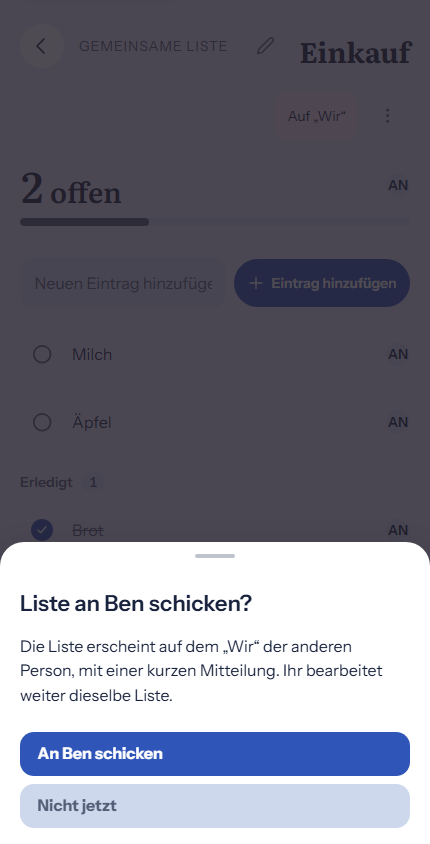 GEMEINSAME LISTE
Einkauf
Auf „Wir“
2 offen
AN
Neuen Eintrag hinzufüge
Eintrag hinzufügen
Milch
AN
Äpfel
AN
Erledigt 1
Brot
AN
Liste an Ben schicken?
Die Liste erscheint auf dem „Wir“ der anderen
Person, mit einer kurzen Mitteilung. Ihr bearbeitet
weiter dieselbe Liste.
An Ben schicken
Nicht jetzt